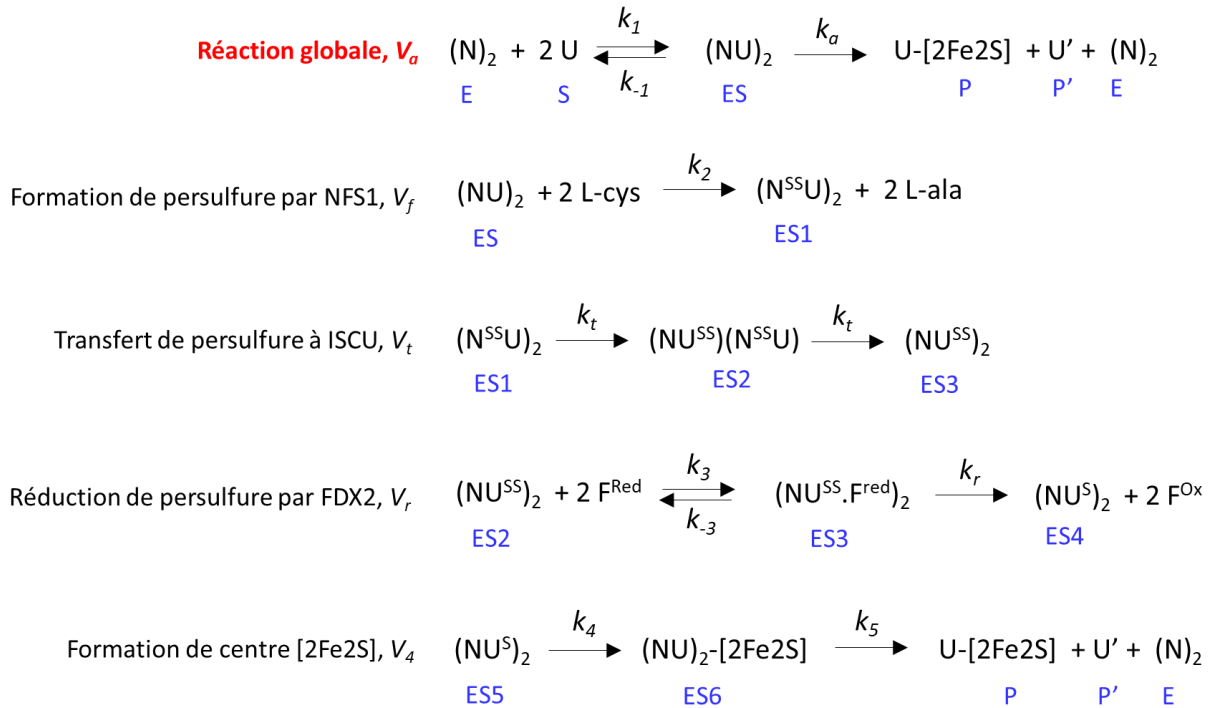 k₁
Réaction globale, Vₐ (N)₂ + 2 U (NU)₂ kₐ U-[2Fe2S] + U’ + (N)₂
k₋₁
E S ES P P’ E
k₂
Formation de persulfure par NFS1, V_f (NU)₂ + 2 L-cys (NˢˢU)₂ + 2 L-ala
ES ES1
kₜ kₜ
Transfert de persulfure à ISCU, Vₜ (NˢˢU)₂ (NUˢˢ)(NˢˢU) (NUˢˢ)₂
ES1 ES2 ES3
k₃ kᵣ
Réduction de persulfure par FDX2, Vᵣ (NUˢˢ)₂ + 2 Fᴿᵉᵈ (NUˢˢ.Fʳᵉᵈ)₂ (NUˢ)₂ + 2 Fᴼˣ
k₋₃
ES2 ES3 ES4
k₄ k₅
Formation de centre [2Fe2S], V₄ (NUˢ)₂ (NU)₂-[2Fe2S] U-[2Fe2S] + U’ + (N)₂
ES5 ES6 P P’ E